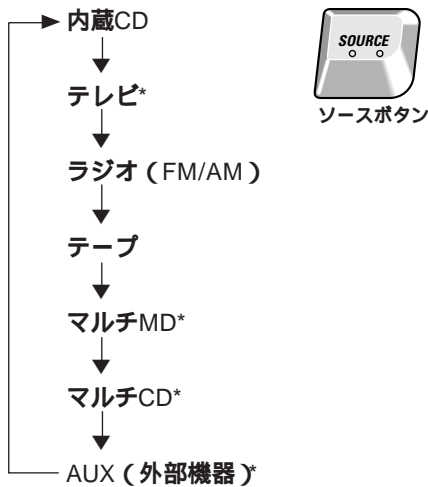 内蔵CD
SOURCE
ソースボタン
テレビ*
ラジオ（FM/AM）
テープ
マルチMD*
マルチCD*
AUX（外部機器）*